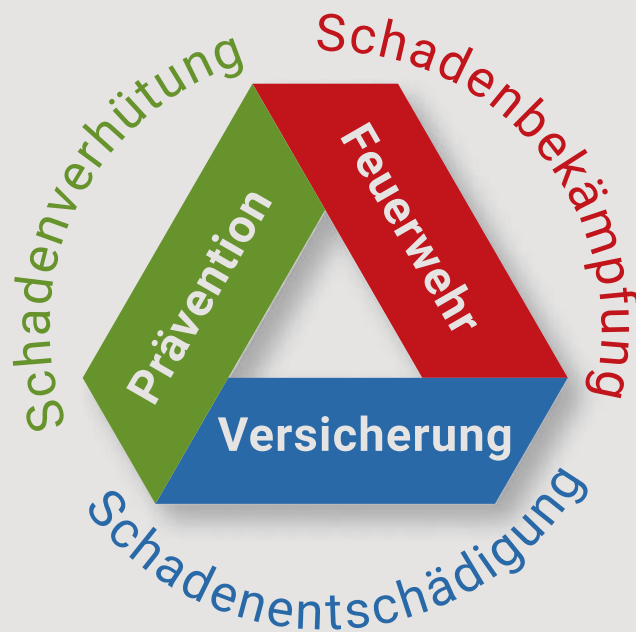 Schadenverhütung
Schadenbekämpfung
Prävention
Feuerwehr
Versicherung
Schadenentschädigung